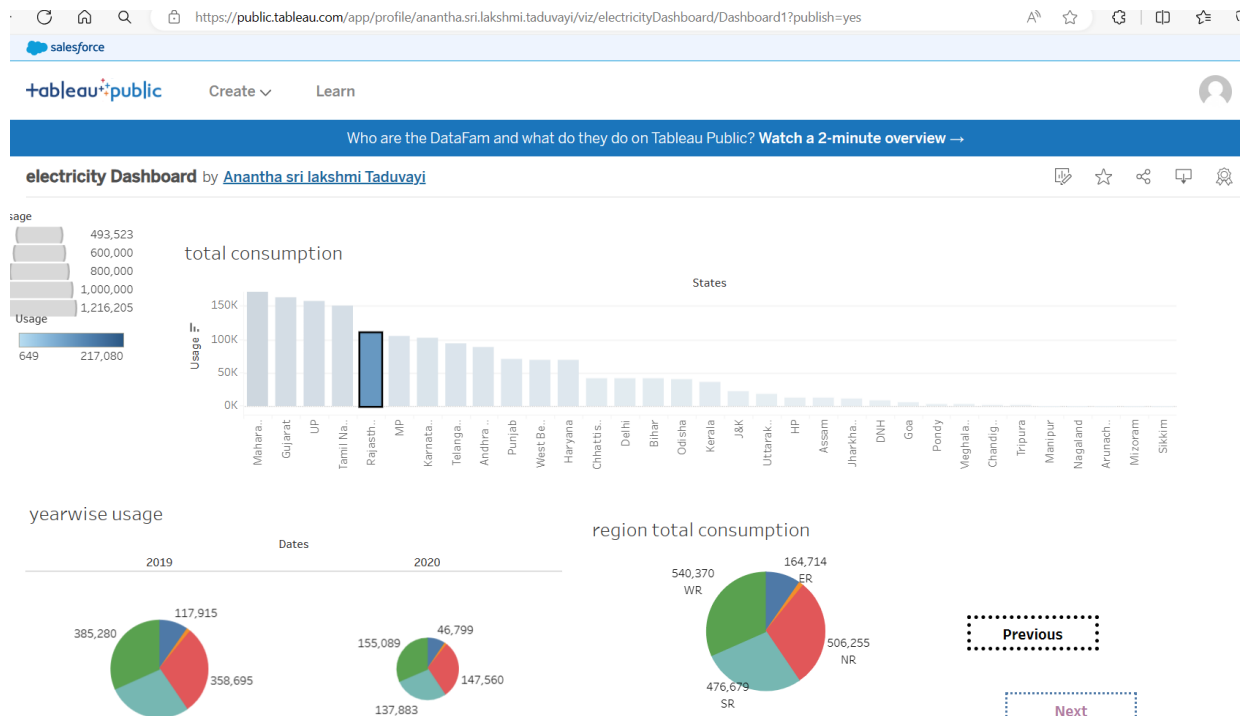 https://public.tableau.com/app/profile/anantha.sri.lakshmi.taduvayi/viz/electricityDashboard/Dashboard1?publish=yes
salesforce
+ableau public
Create
Learn
Who are the DataFam and what do they do on Tableau Public? Watch a 2-minute overview →
electricity Dashboard by Anantha sri lakshmi Taduvayi
sage
493,523
600,000
800,000
1,000,000
1,216,205
Usage
649 217,080
total consumption
States
Usage
150K
100K
50K
0K
Mahara..
Gujarat
UP
Tamil Na..
Rajasth..
MP
Karnata..
Telanga..
Andhra ..
Punjab
West Be..
Haryana
Chhattis..
Delhi
Bihar
Odisha
Kerala
J&K
Uttarak..
HP
Assam
Jharkha..
DNH
Goa
Pondy
Meghala..
Chandig..
Tripura
Manipur
Nagaland
Arunach..
Mizoram
Sikkim
yearwise usage
Dates
2019 2020
117,915
385,280
358,695
46,799
155,089
147,560
137,883
region total consumption
164,714
ER
540,370
WR
506,255
NR
476,679
SR
Previous
Next